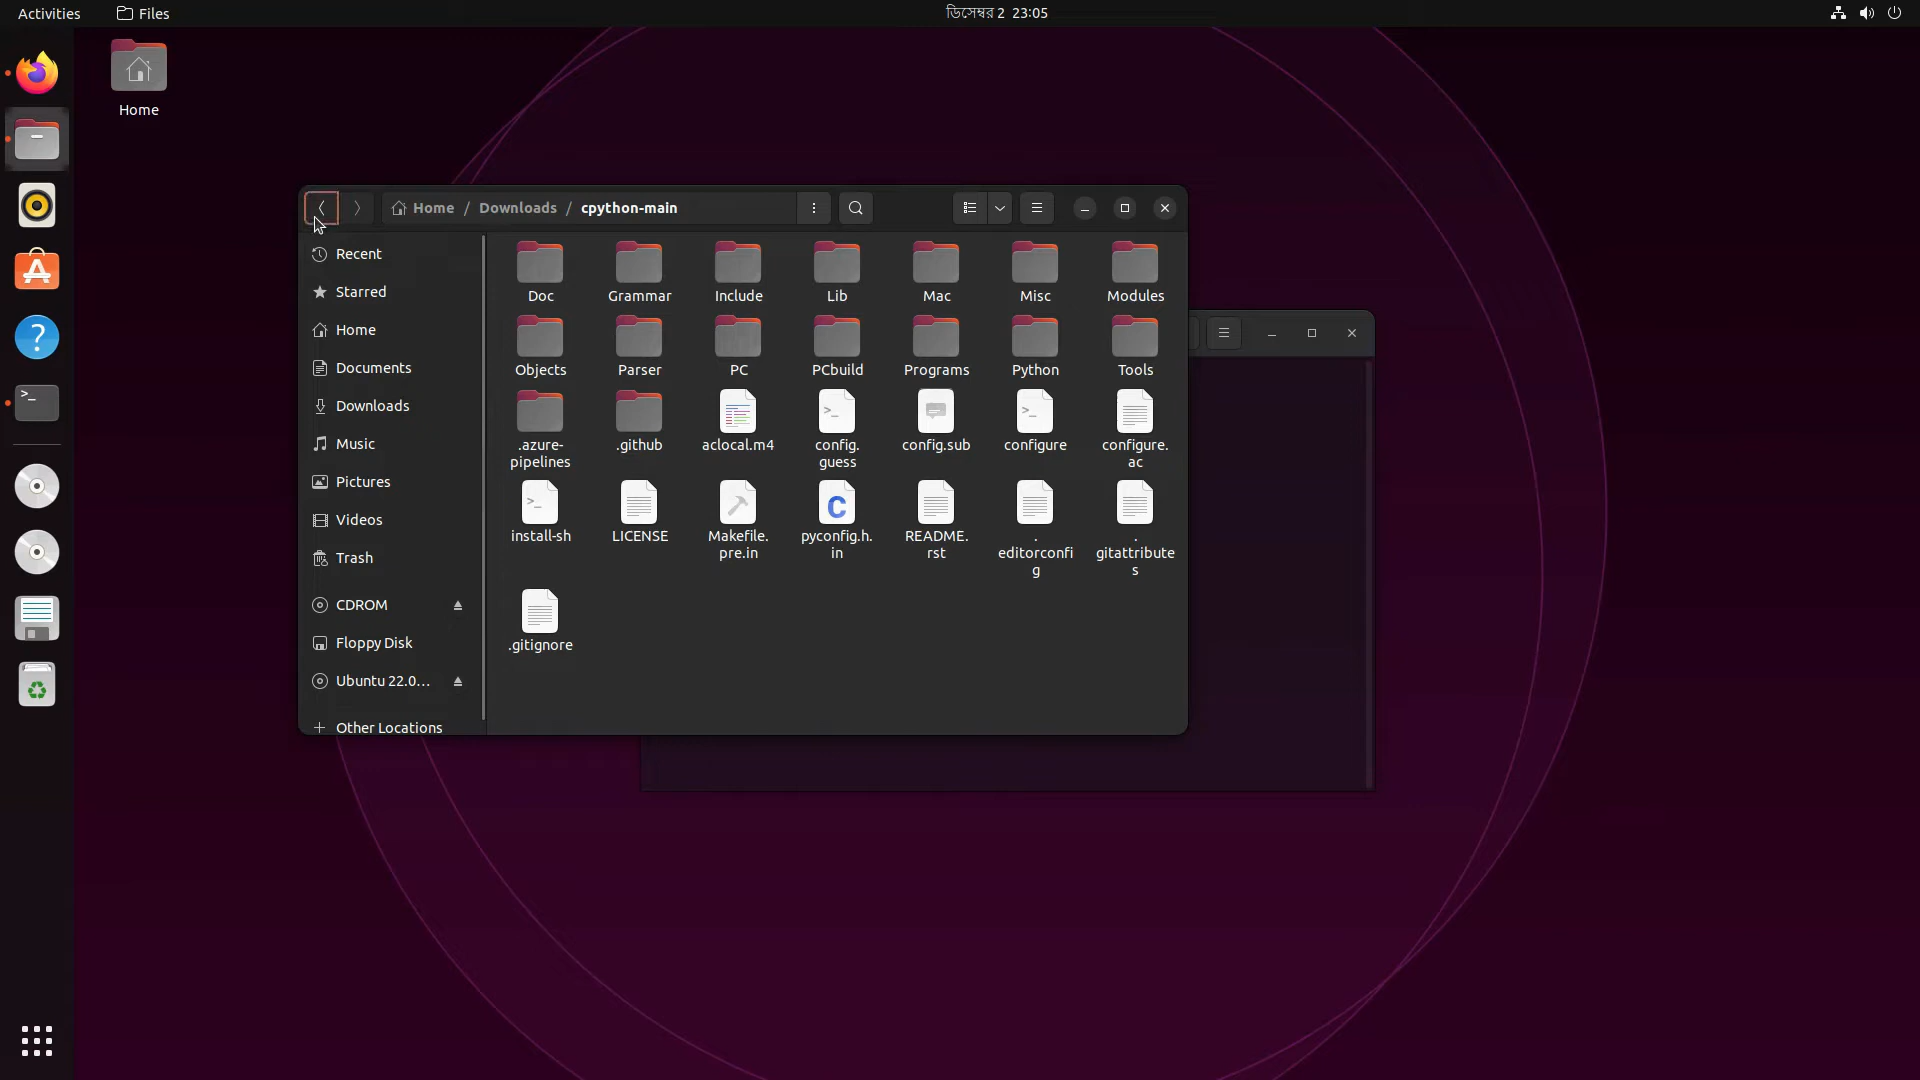 Activities
Files
ডিসেম্বর 2 23:05
Home
Home / Downloads / cpython-main
Recent
Starred
Home
Documents
Downloads
Music
Pictures
Videos
Trash
CDROM
Floppy Disk
Ubuntu 22.0...
Other Locations
Doc
Grammar
Include
Lib
Mac
Misc
Modules
Objects
Parser
PC
PCbuild
Programs
Python
Tools
.azure-
pipelines
.github
aclocal.m4
config.
guess
config.sub
configure
configure.
ac
install-sh
LICENSE
Makefile.
pre.in
pyconfig.h.
in
README.
rst
.
editorconfi
g
.
gitattribute
s
.gitignore